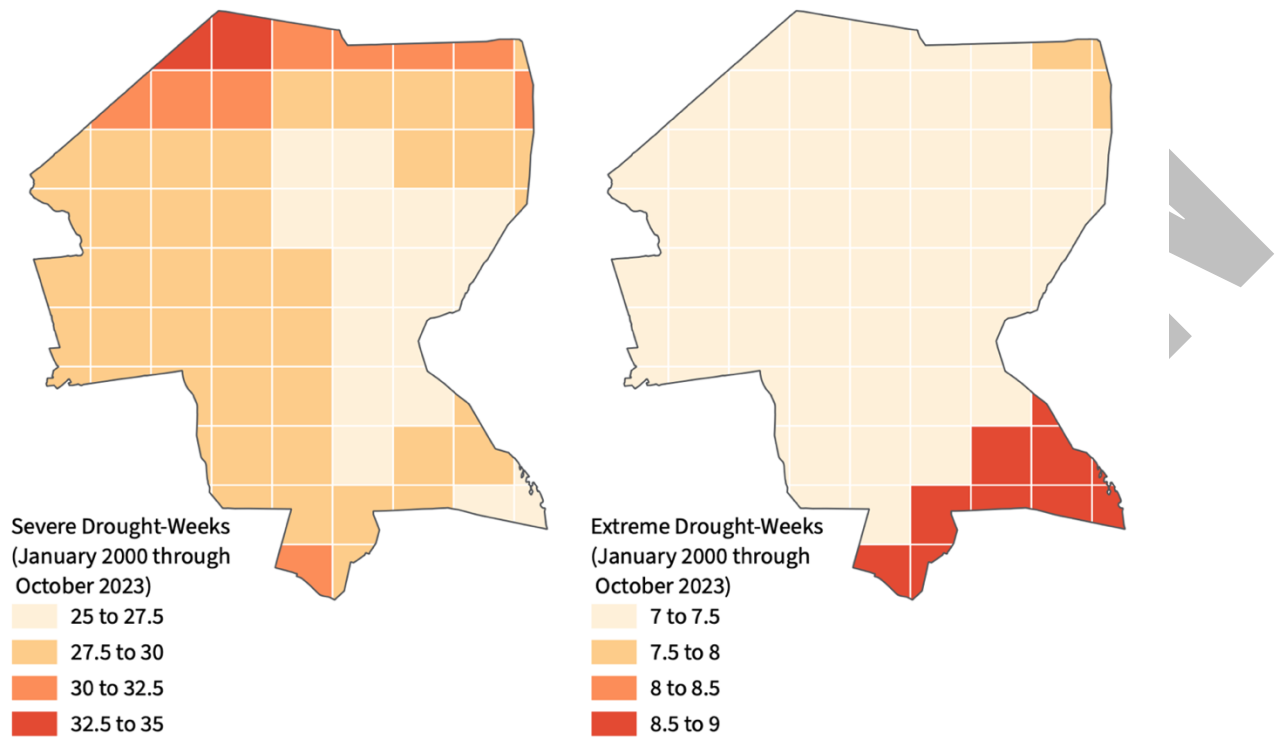 Severe Drought-Weeks
(January 2000 through
October 2023)
25 to 27.5
27.5 to 30
30 to 32.5
32.5 to 35
Extreme Drought-Weeks
(January 2000 through
October 2023)
7 to 7.5
7.5 to 8
8 to 8.5
8.5 to 9